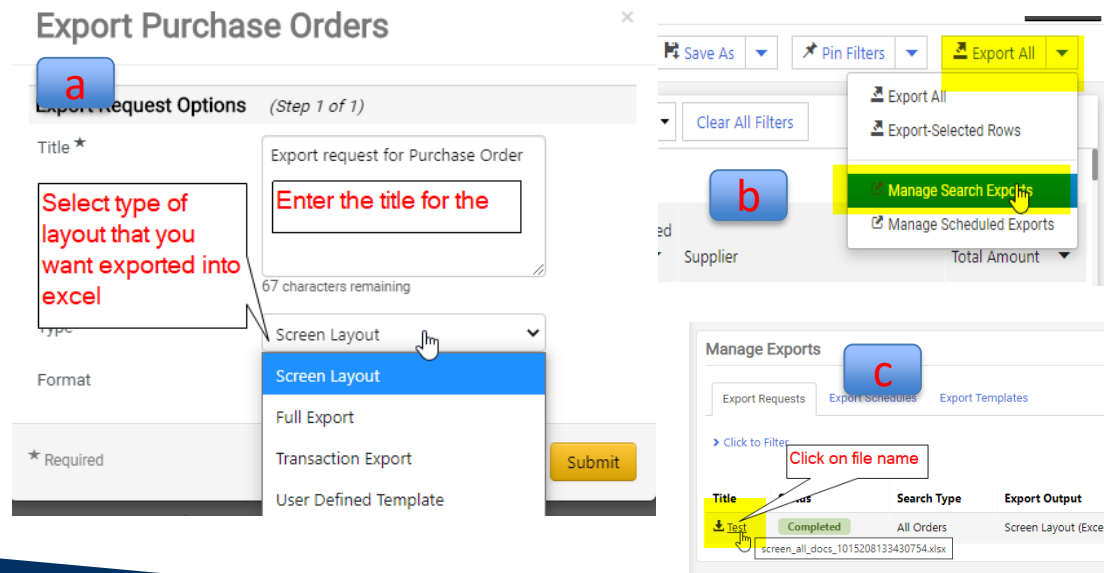 Export Purchase Orders
×
a
Export Request Options (Step 1 of 1)
Title ★
Export request for Purchase Order
Enter the title for the
67 characters remaining
Select type of
layout that you
want exported into
excel
Type
Screen Layout
Screen Layout
Full Export
Transaction Export
User Defined Template
Format
★ Required
Submit
Save As
Pin Filters
Export All
Export All
Export-Selected Rows
Manage Search Exports
Manage Scheduled Exports
Clear All Filters
b
ed
Supplier
Total Amount
Manage Exports
c
Export Requests
Export Schedules
Export Templates
Click to Filter
Click on file name
Title
Status
Search Type
Export Output
Test
Completed
All Orders
Screen Layout (Exce
screen_all_docs_1015208133430754.xlsx